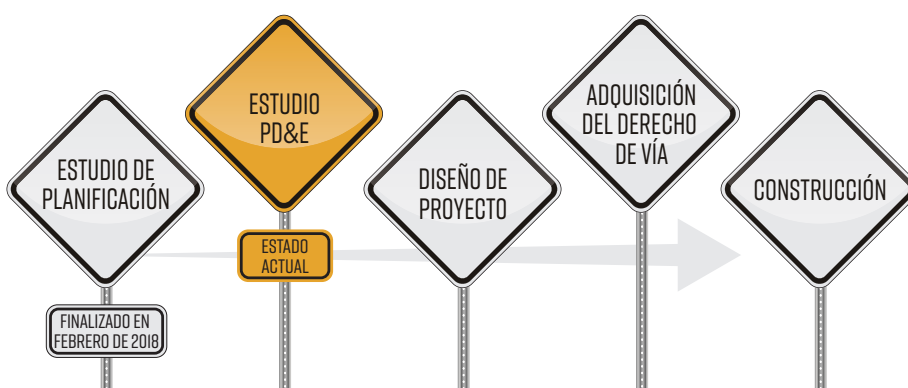 ESTUDIO DE
PLANIFICACIÓN
FINALIZADO EN
FEBRERO DE 2018
ESTUDIO
PD&E
ESTADO
ACTUAL
DISEÑO DE
PROYECTO
ADQUISICIÓN
DEL DERECHO
DE VÍA
CONSTRUCCIÓN